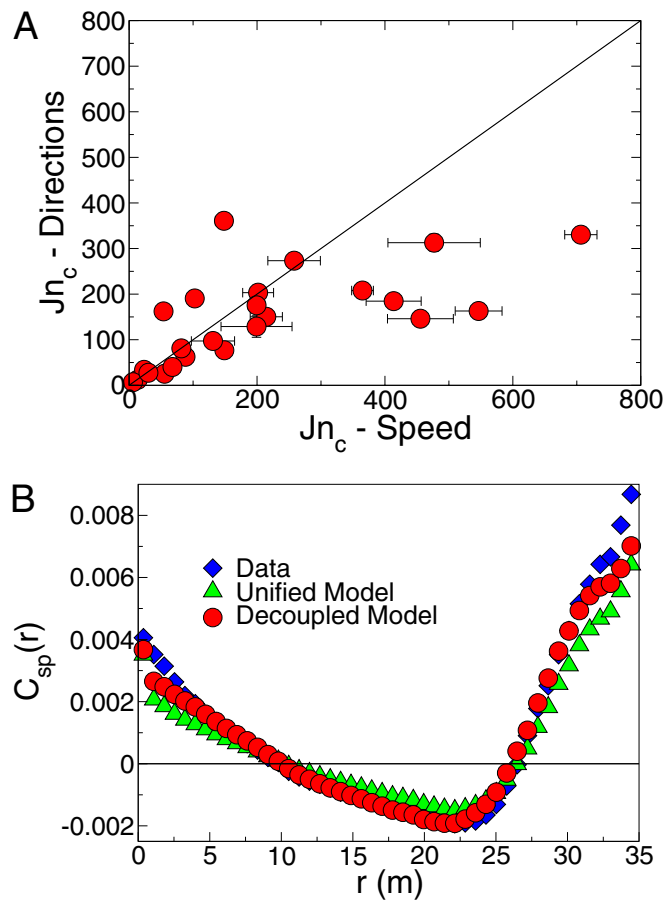 A
800
700
600
500
400
300
200
100
0
Jn_c - Directions
0 200 400 600 800
Jn_c - Speed
B
0.008
0.006
0.004
0.002
0
-0.002
C_sp(r)
Data
Unified Model
Decoupled Model
0 5 10 15 20 25 30 35
r (m)